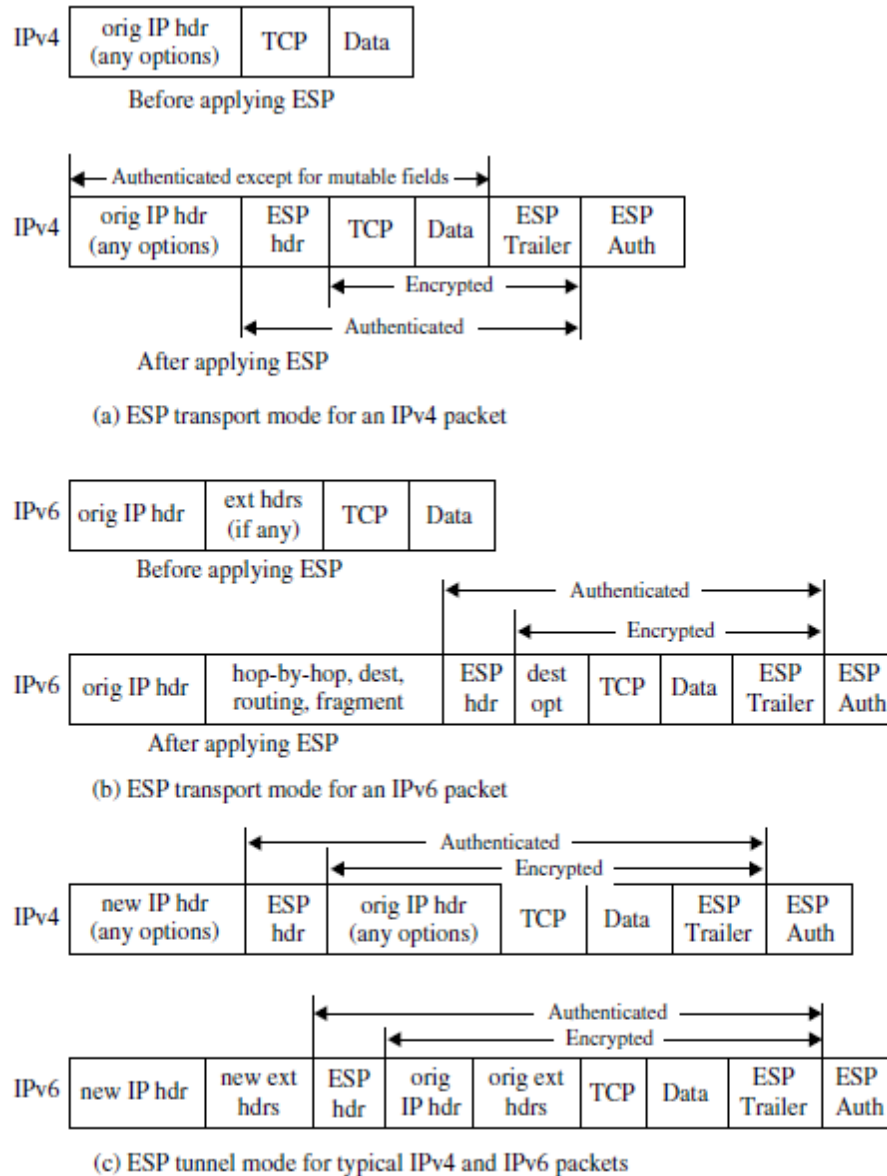 IPv4 orig IP hdr (any options) TCP Data
Before applying ESP
Authenticated except for mutable fields
IPv4 orig IP hdr (any options) ESP hdr TCP Data ESP Trailer ESP Auth
Encrypted
Authenticated
After applying ESP
(a) ESP transport mode for an IPv4 packet
IPv6 orig IP hdr ext hdrs (if any) TCP Data
Before applying ESP
Authenticated
Encrypted
IPv6 orig IP hdr hop-by-hop, dest, routing, fragment ESP hdr dest opt TCP Data ESP Trailer ESP Auth
After applying ESP
(b) ESP transport mode for an IPv6 packet
Authenticated
Encrypted
IPv4 new IP hdr (any options) ESP hdr orig IP hdr (any options) TCP Data ESP Trailer ESP Auth
Authenticated
Encrypted
IPv6 new IP hdr new ext hdrs ESP hdr orig IP hdr orig ext hdrs TCP Data ESP Trailer ESP Auth
(c) ESP tunnel mode for typical IPv4 and IPv6 packets